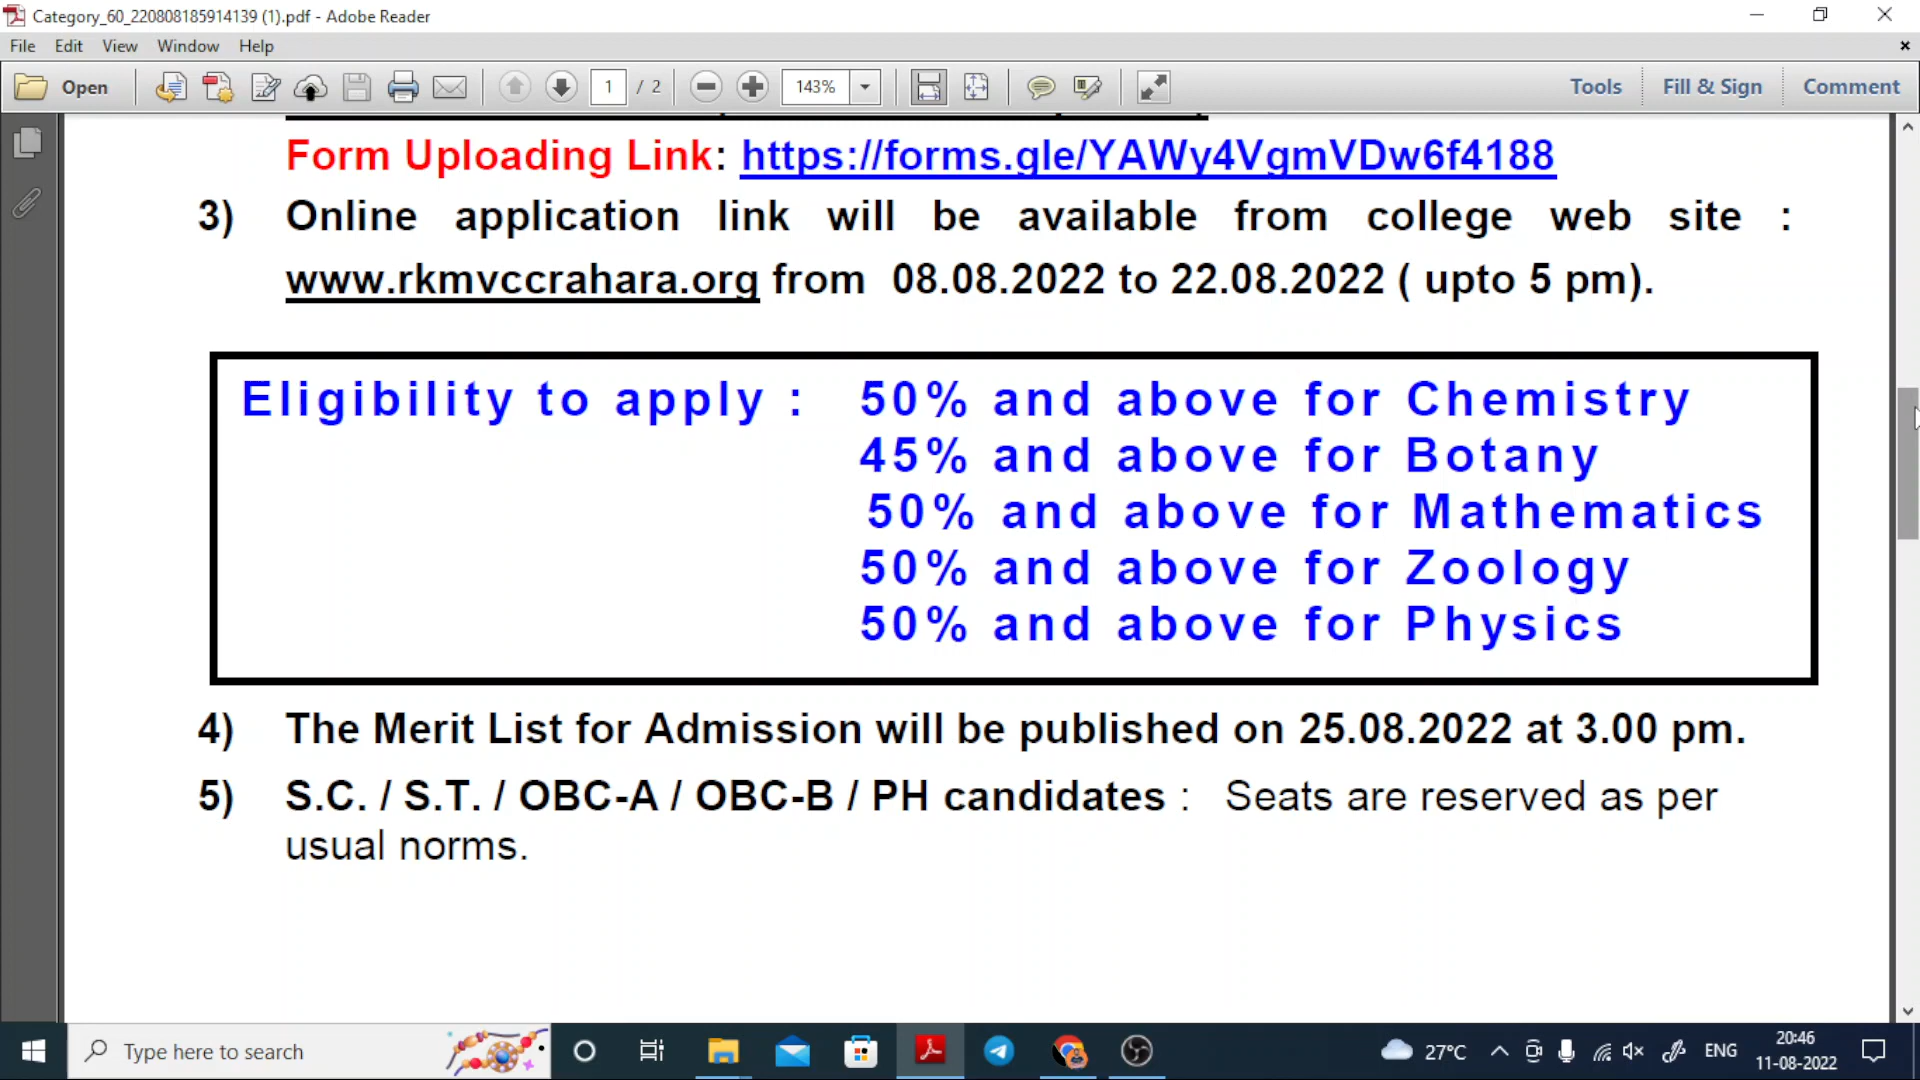 Category_60_220808185914139 (1).pdf - Adobe Reader
File Edit View Window Help
Open 1 / 2 143% Tools Fill & Sign Comment
Form Uploading Link: https://forms.gle/YAWy4VgmVDw6f4188
3) Online application link will be available from college web site :
www.rkmvccrahara.org from 08.08.2022 to 22.08.2022 ( upto 5 pm).
Eligibility to apply : 50% and above for Chemistry
45% and above for Botany
50% and above for Mathematics
50% and above for Zoology
50% and above for Physics
4) The Merit List for Admission will be published on 25.08.2022 at 3.00 pm.
5) S.C. / S.T. / OBC-A / OBC-B / PH candidates : Seats are reserved as per
usual norms.
Type here to search 27°C ENG 20:46
11-08-2022